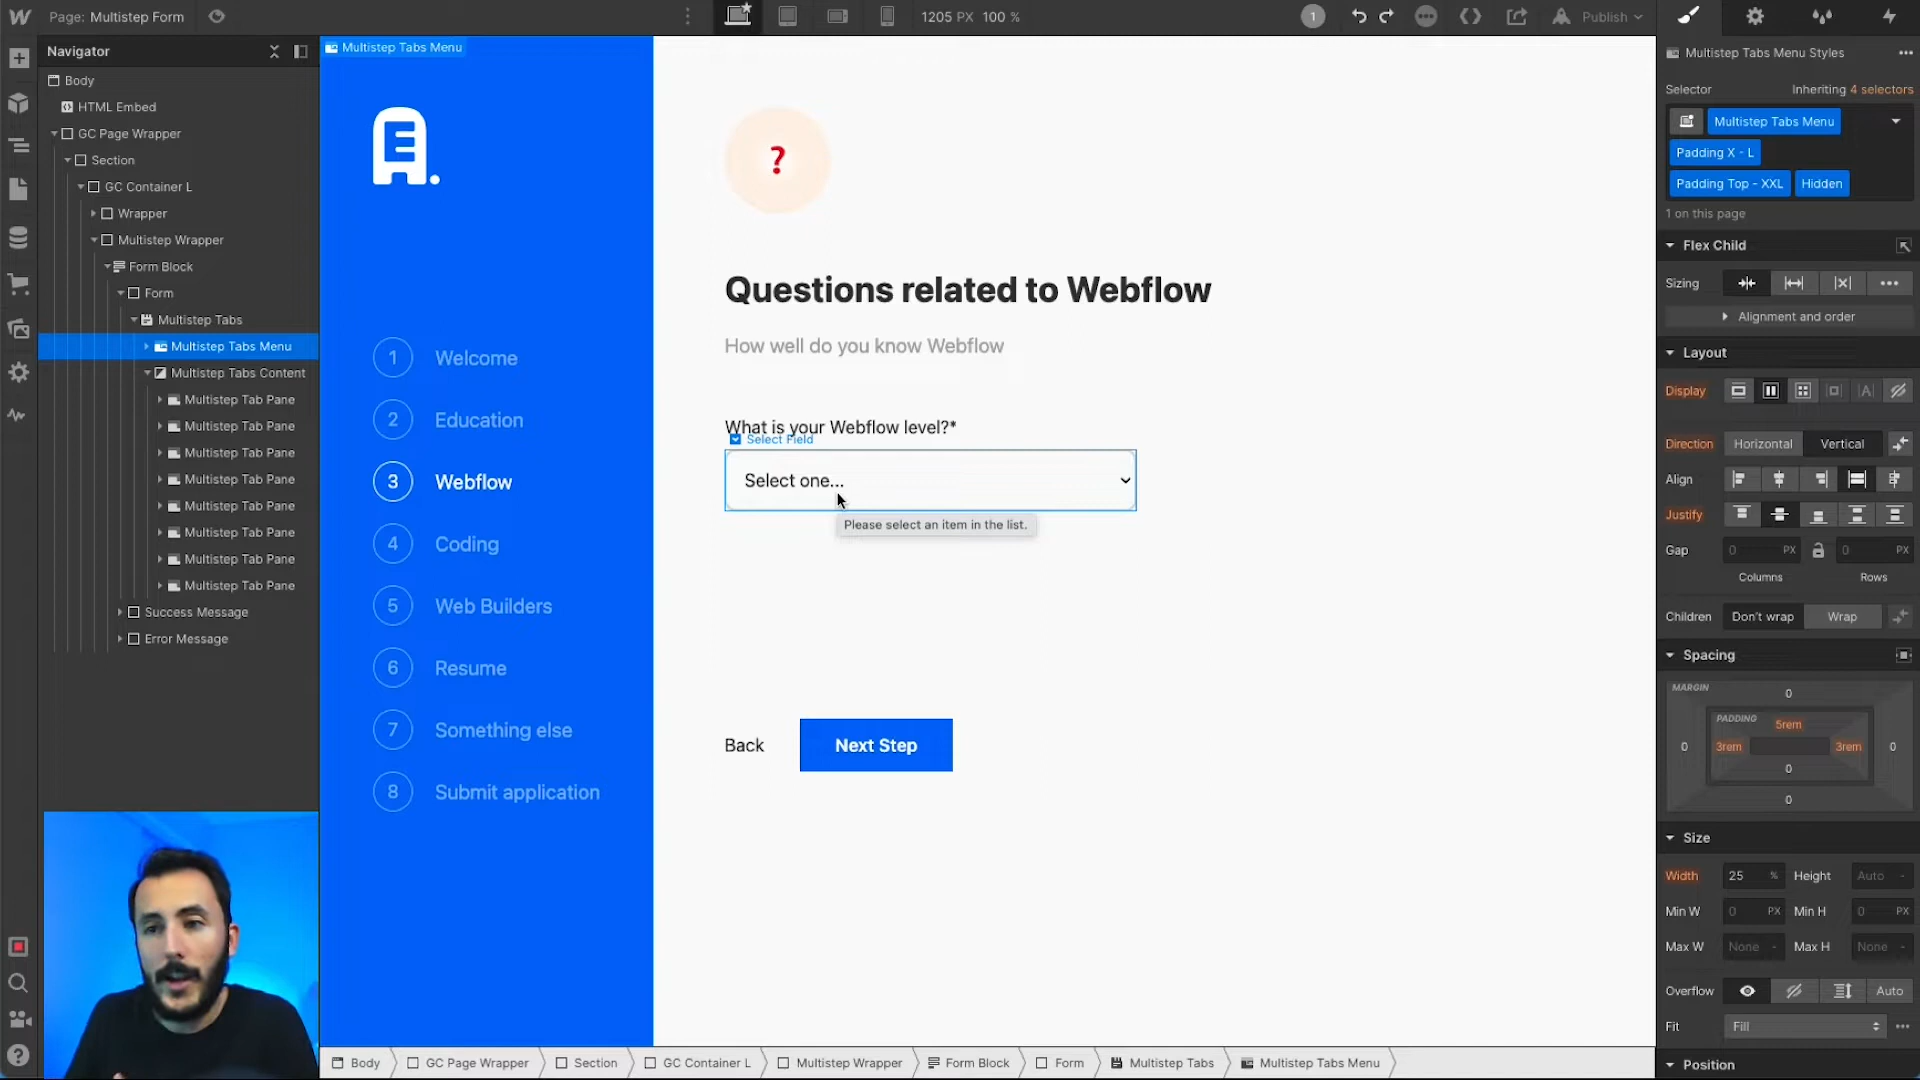 Page: Multistep Form
1205 PX 100 %
1
Publish
Navigator
Body
HTML Embed
GC Page Wrapper
Section
GC Container L
Wrapper
Multistep Wrapper
Form Block
Form
Multistep Tabs
Multistep Tabs Menu
Multistep Tabs Content
Multistep Tab Pane
Multistep Tab Pane
Multistep Tab Pane
Multistep Tab Pane
Multistep Tab Pane
Multistep Tab Pane
Multistep Tab Pane
Multistep Tab Pane
Success Message
Error Message
Multistep Tabs Menu
E
1 Welcome
2 Education
3 Webflow
4 Coding
5 Web Builders
6 Resume
7 Something else
8 Submit application
?
Questions related to Webflow
How well do you know Webflow
What is your Webflow level?*
Select Field
Select one...
Please select an item in the list.
Back
Next Step
Body
GC Page Wrapper
Section
GC Container L
Multistep Wrapper
Form Block
Form
Multistep Tabs
Multistep Tabs Menu
Multistep Tabs Menu Styles
Selector Inheriting 4 selectors
Multistep Tabs Menu
Padding X - L
Padding Top - XXL Hidden
1 on this page
Flex Child
Sizing
Alignment and order
Layout
Display
Direction Horizontal Vertical
Align
Justify
Gap 0 PX 0 PX
Columns Rows
Children Don't wrap Wrap
Spacing
MARGIN
0
PADDING
5rem
0 3rem 3rem 0
0
0
Size
Width 25 % Height Auto -
Min W 0 PX Min H 0 PX
Max W None - Max H None -
Overflow Auto
Fit Fill
Position